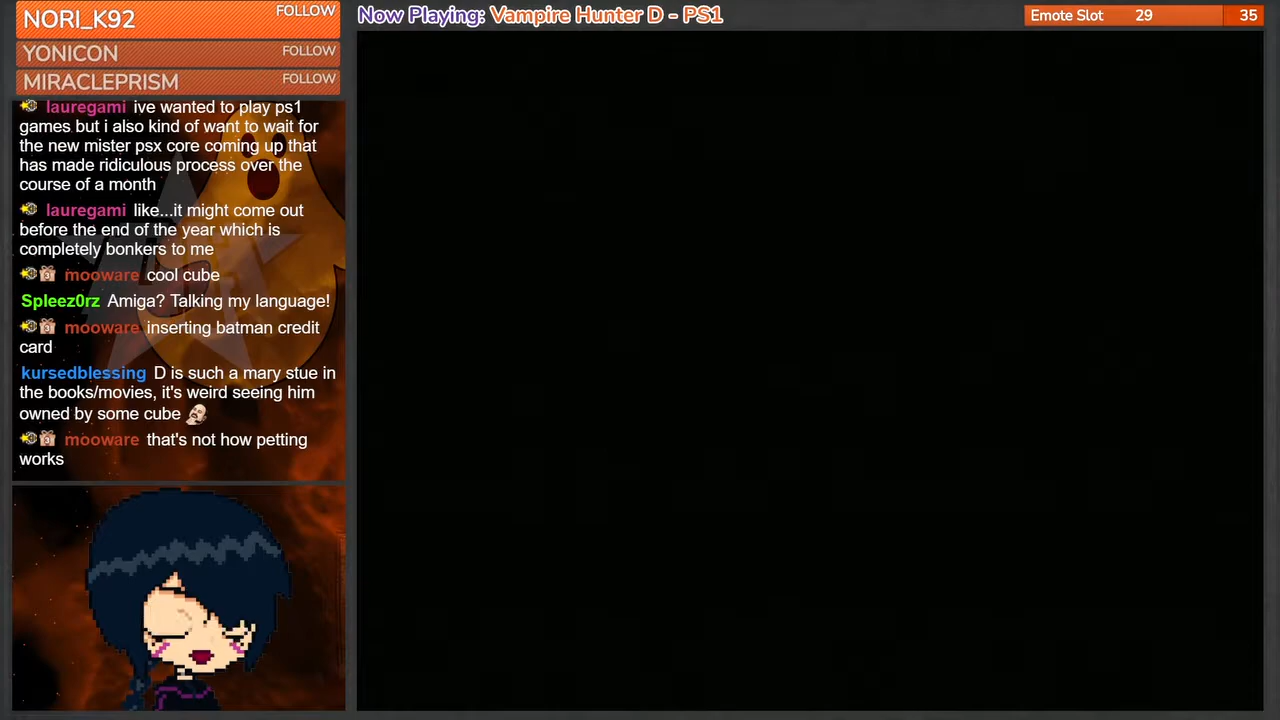 NORI_K92 FOLLOW
YONICON FOLLOW
MIRACLEPRISM FOLLOW
Now Playing: Vampire Hunter D - PS1
Emote Slot 29 35
lauregami ive wanted to play ps1
games but i also kind of want to wait for
the new mister psx core coming up that
has made ridiculous process over the
course of a month
lauregami like...it might come out
before the end of the year which is
completely bonkers to me
mooware cool cube
Spleez0rz Amiga? Talking my language!
mooware inserting batman credit
card
kursedblessing D is such a mary stue in
the books/movies, it's weird seeing him
owned by some cube
mooware that's not how petting
works